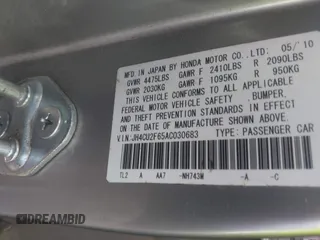 MFD IN JAPAN BY HONDA MOTOR CO.,LTD. 05/'10
GVWR 4475LBS GAWR F 2410LBS R 2090LBS
GVWR 2030KG GAWR F 1095KG R 950KG
THIS VEHICLE CONFORMS TO ALL APPLICABLE
FEDERAL MOTOR VEHICLE SAFETY, BUMPER,
AND THEFT PREVENTION STANDARDS IN EFFECT ON THE
DATE OF MANUFACTURE SHOWN ABOVE.
V.I.N.:JH4CU2F65AC030683 TYPE: PASSENGER CAR
TL2 A AA7 -NH743M -A -C
DREAMBID